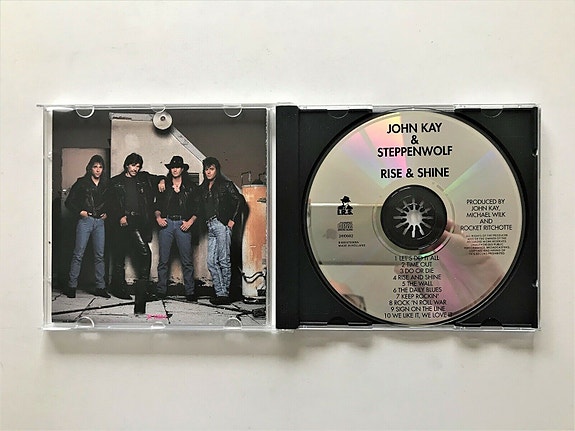 JOHN KAY
&
STEPPENWOLF
RISE & SHINE
PRODUCED BY
JOHN KAY,
MICHAEL WILK
AND
ROCKET RITCHOTTE
1 LET'S DO IT ALL
2 TIME OUT
3 DO OR DIE
4 RISE AND SHINE
5 THE WALL
6 THE DAILY BLUES
7 KEEP ROCKIN'
8 ROCK 'N ROLL WAR
9 SIGN ON THE LINE
10 WE LIKE IT, WE LOVE IT